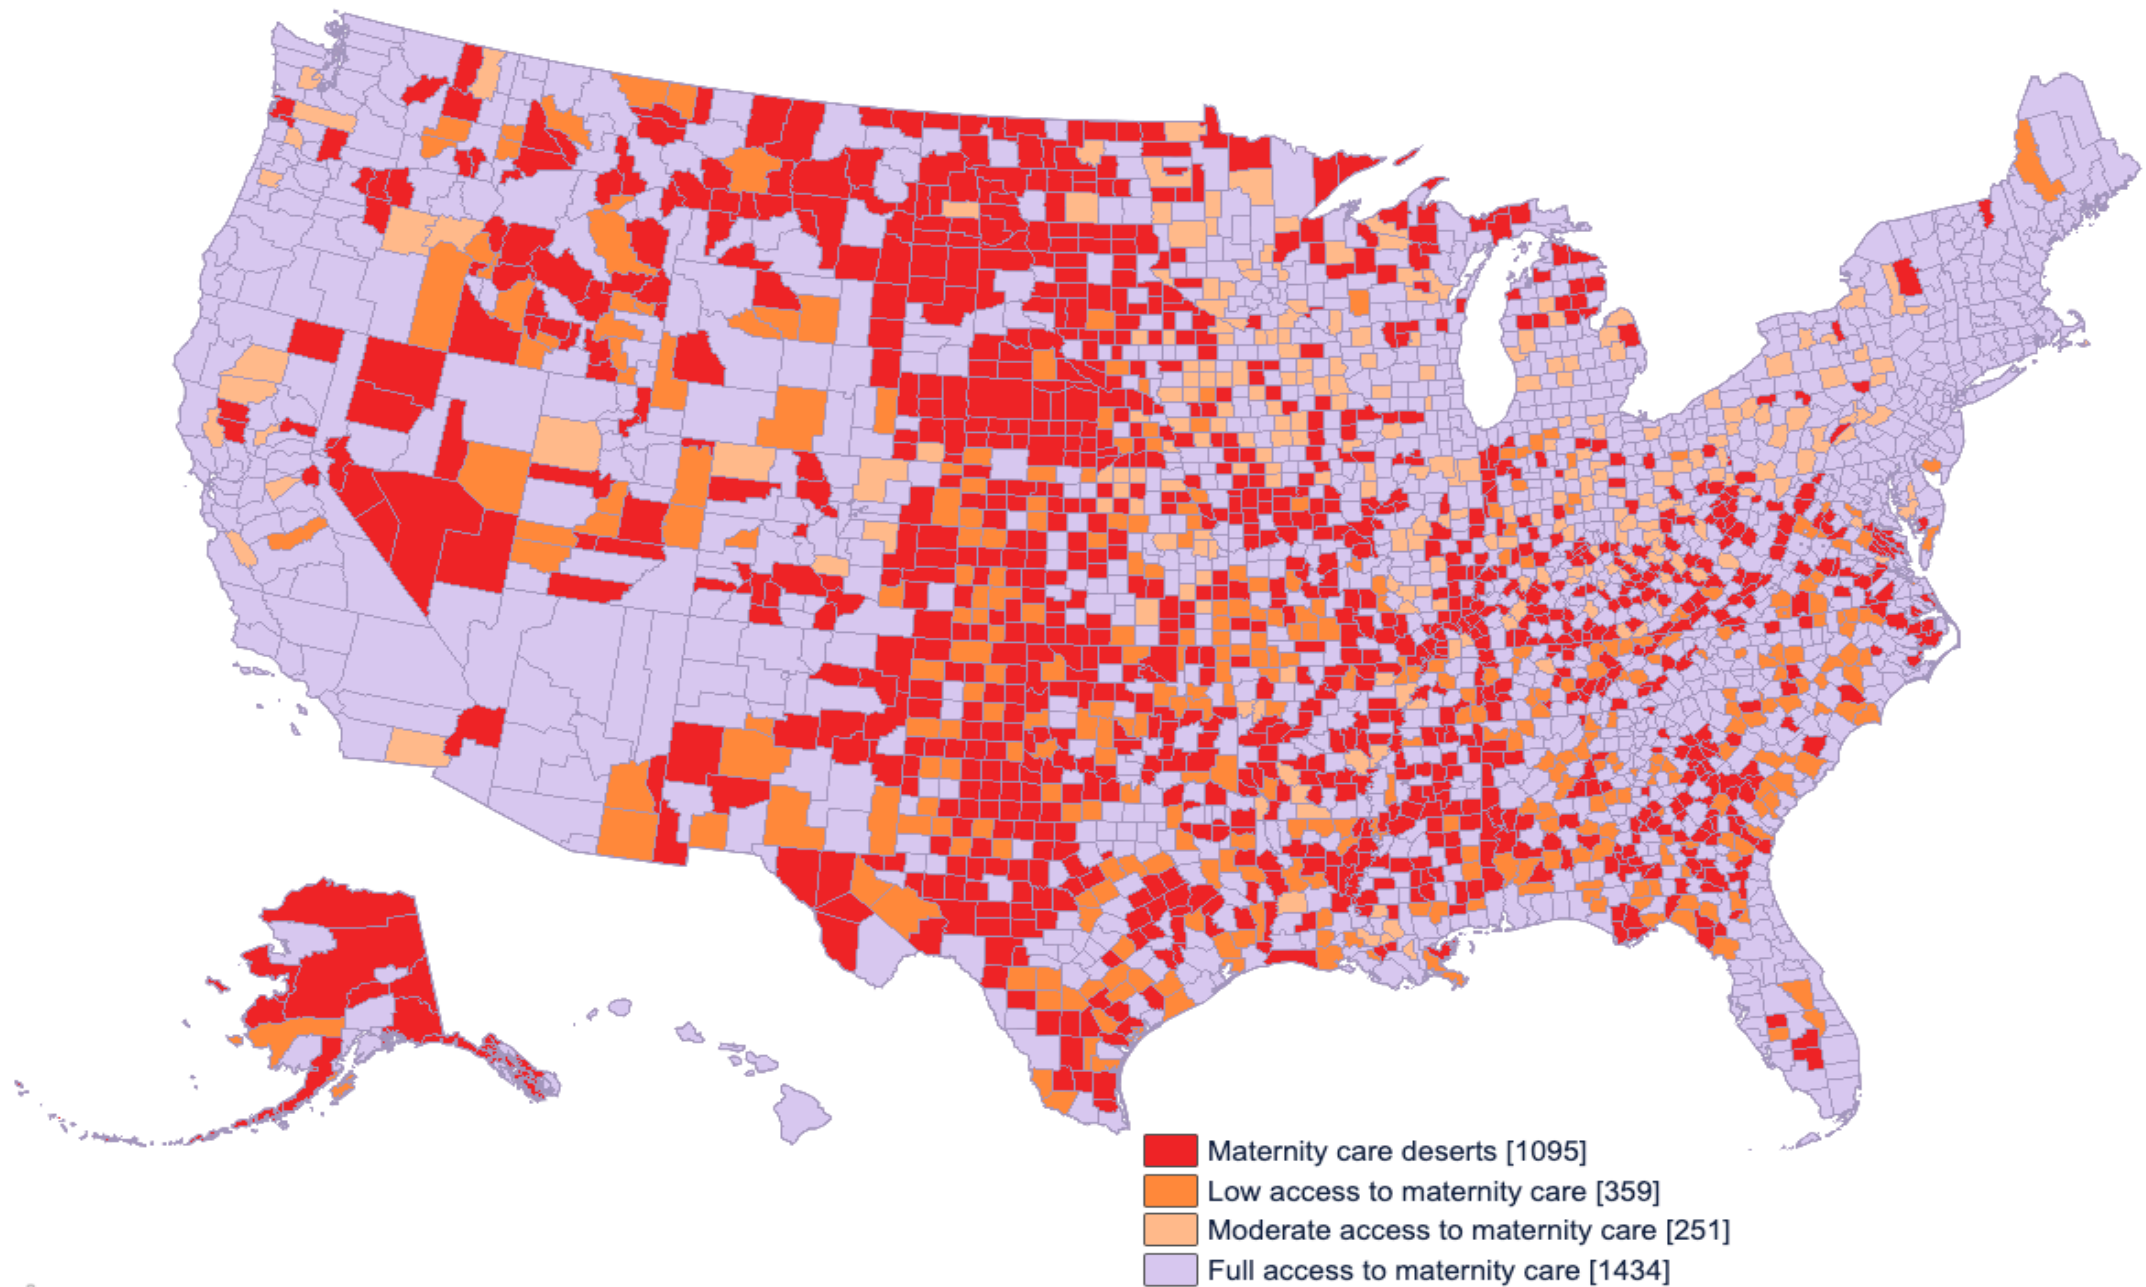 Maternity care deserts [1095]
Low access to maternity care [359]
Moderate access to maternity care [251]
Full access to maternity care [1434]